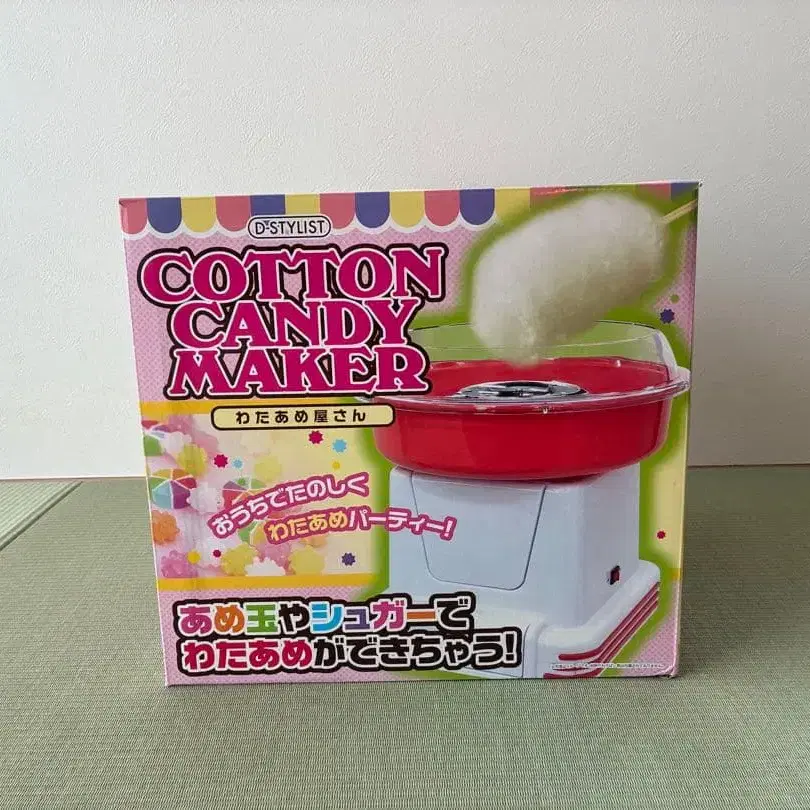 D-STYLIST
COTTON
CANDY
MAKER
わたあめ屋さん
おうちでたのしく
わたあめパーティー!
あめ玉やシュガーで
わたあめができちゃう!